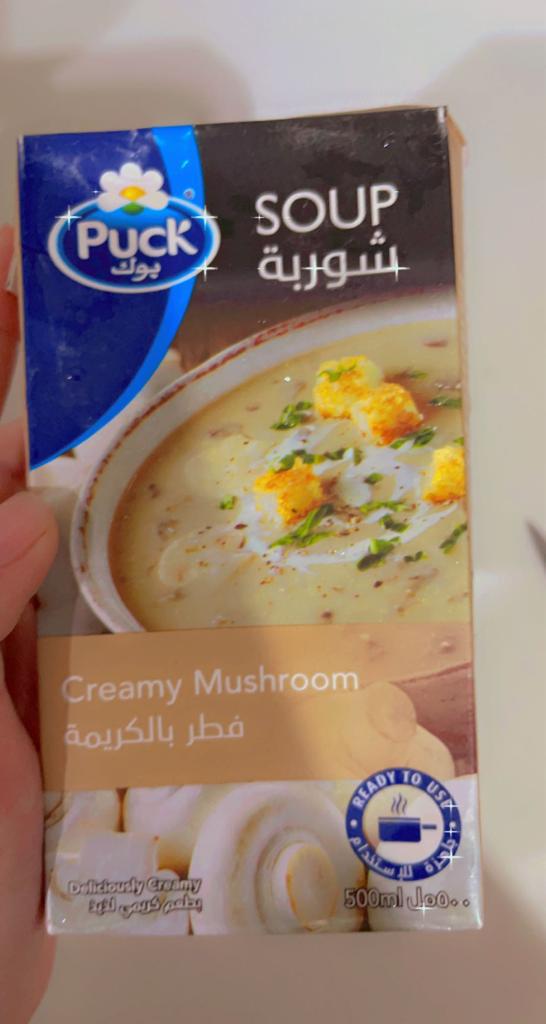 Puck
بوك
SOUP
شوربة
Creamy Mushroom
فطر بالكريمة
READY TO USE
جاهزة للإستخدام
Deliciously Creamy
بطعم كريمي لذيذ
500ml ٥٠٠مل